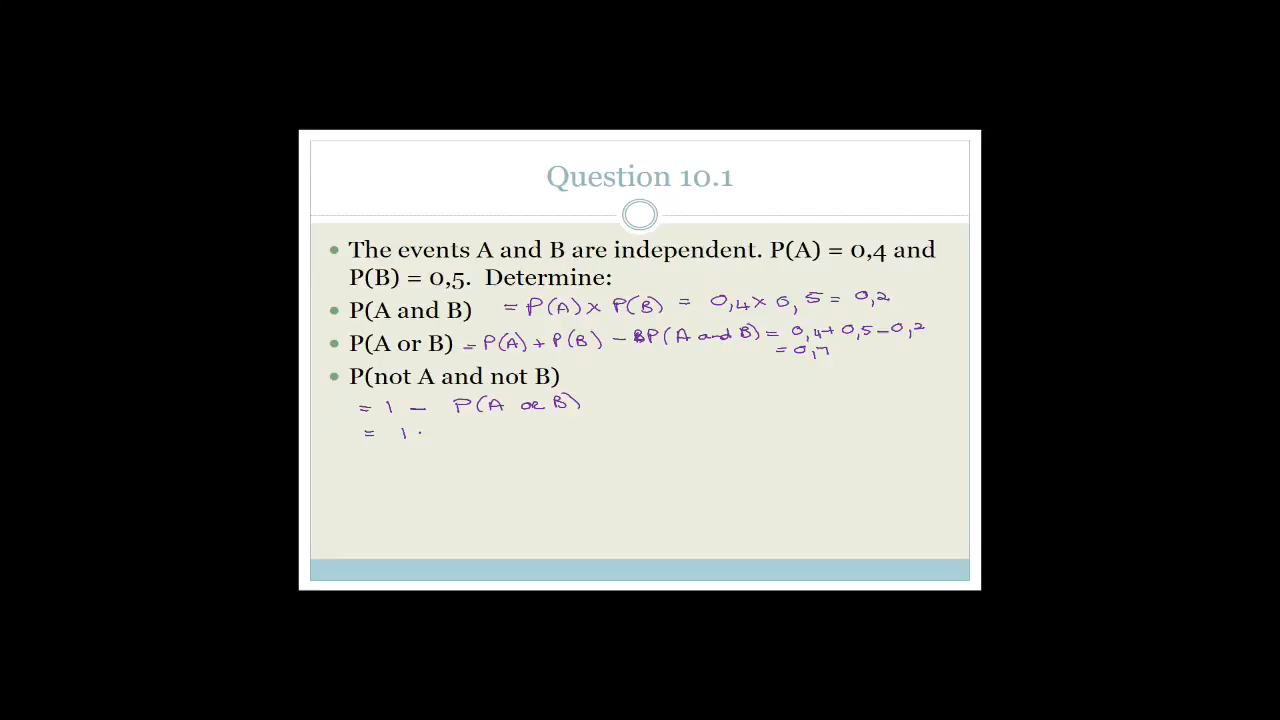 Question 10.1
The events A and B are independent. P(A) = 0,4 and
P(B) = 0,5. Determine:
P(A and B) = P(A) × P(B) = 0,4 × 0,5 = 0,2
P(A or B) = P(A) + P(B) - P(A and B) = 0,4 + 0,5 - 0,2
= 0,7
P(not A and not B)
= 1 - P(A or B)
= 1